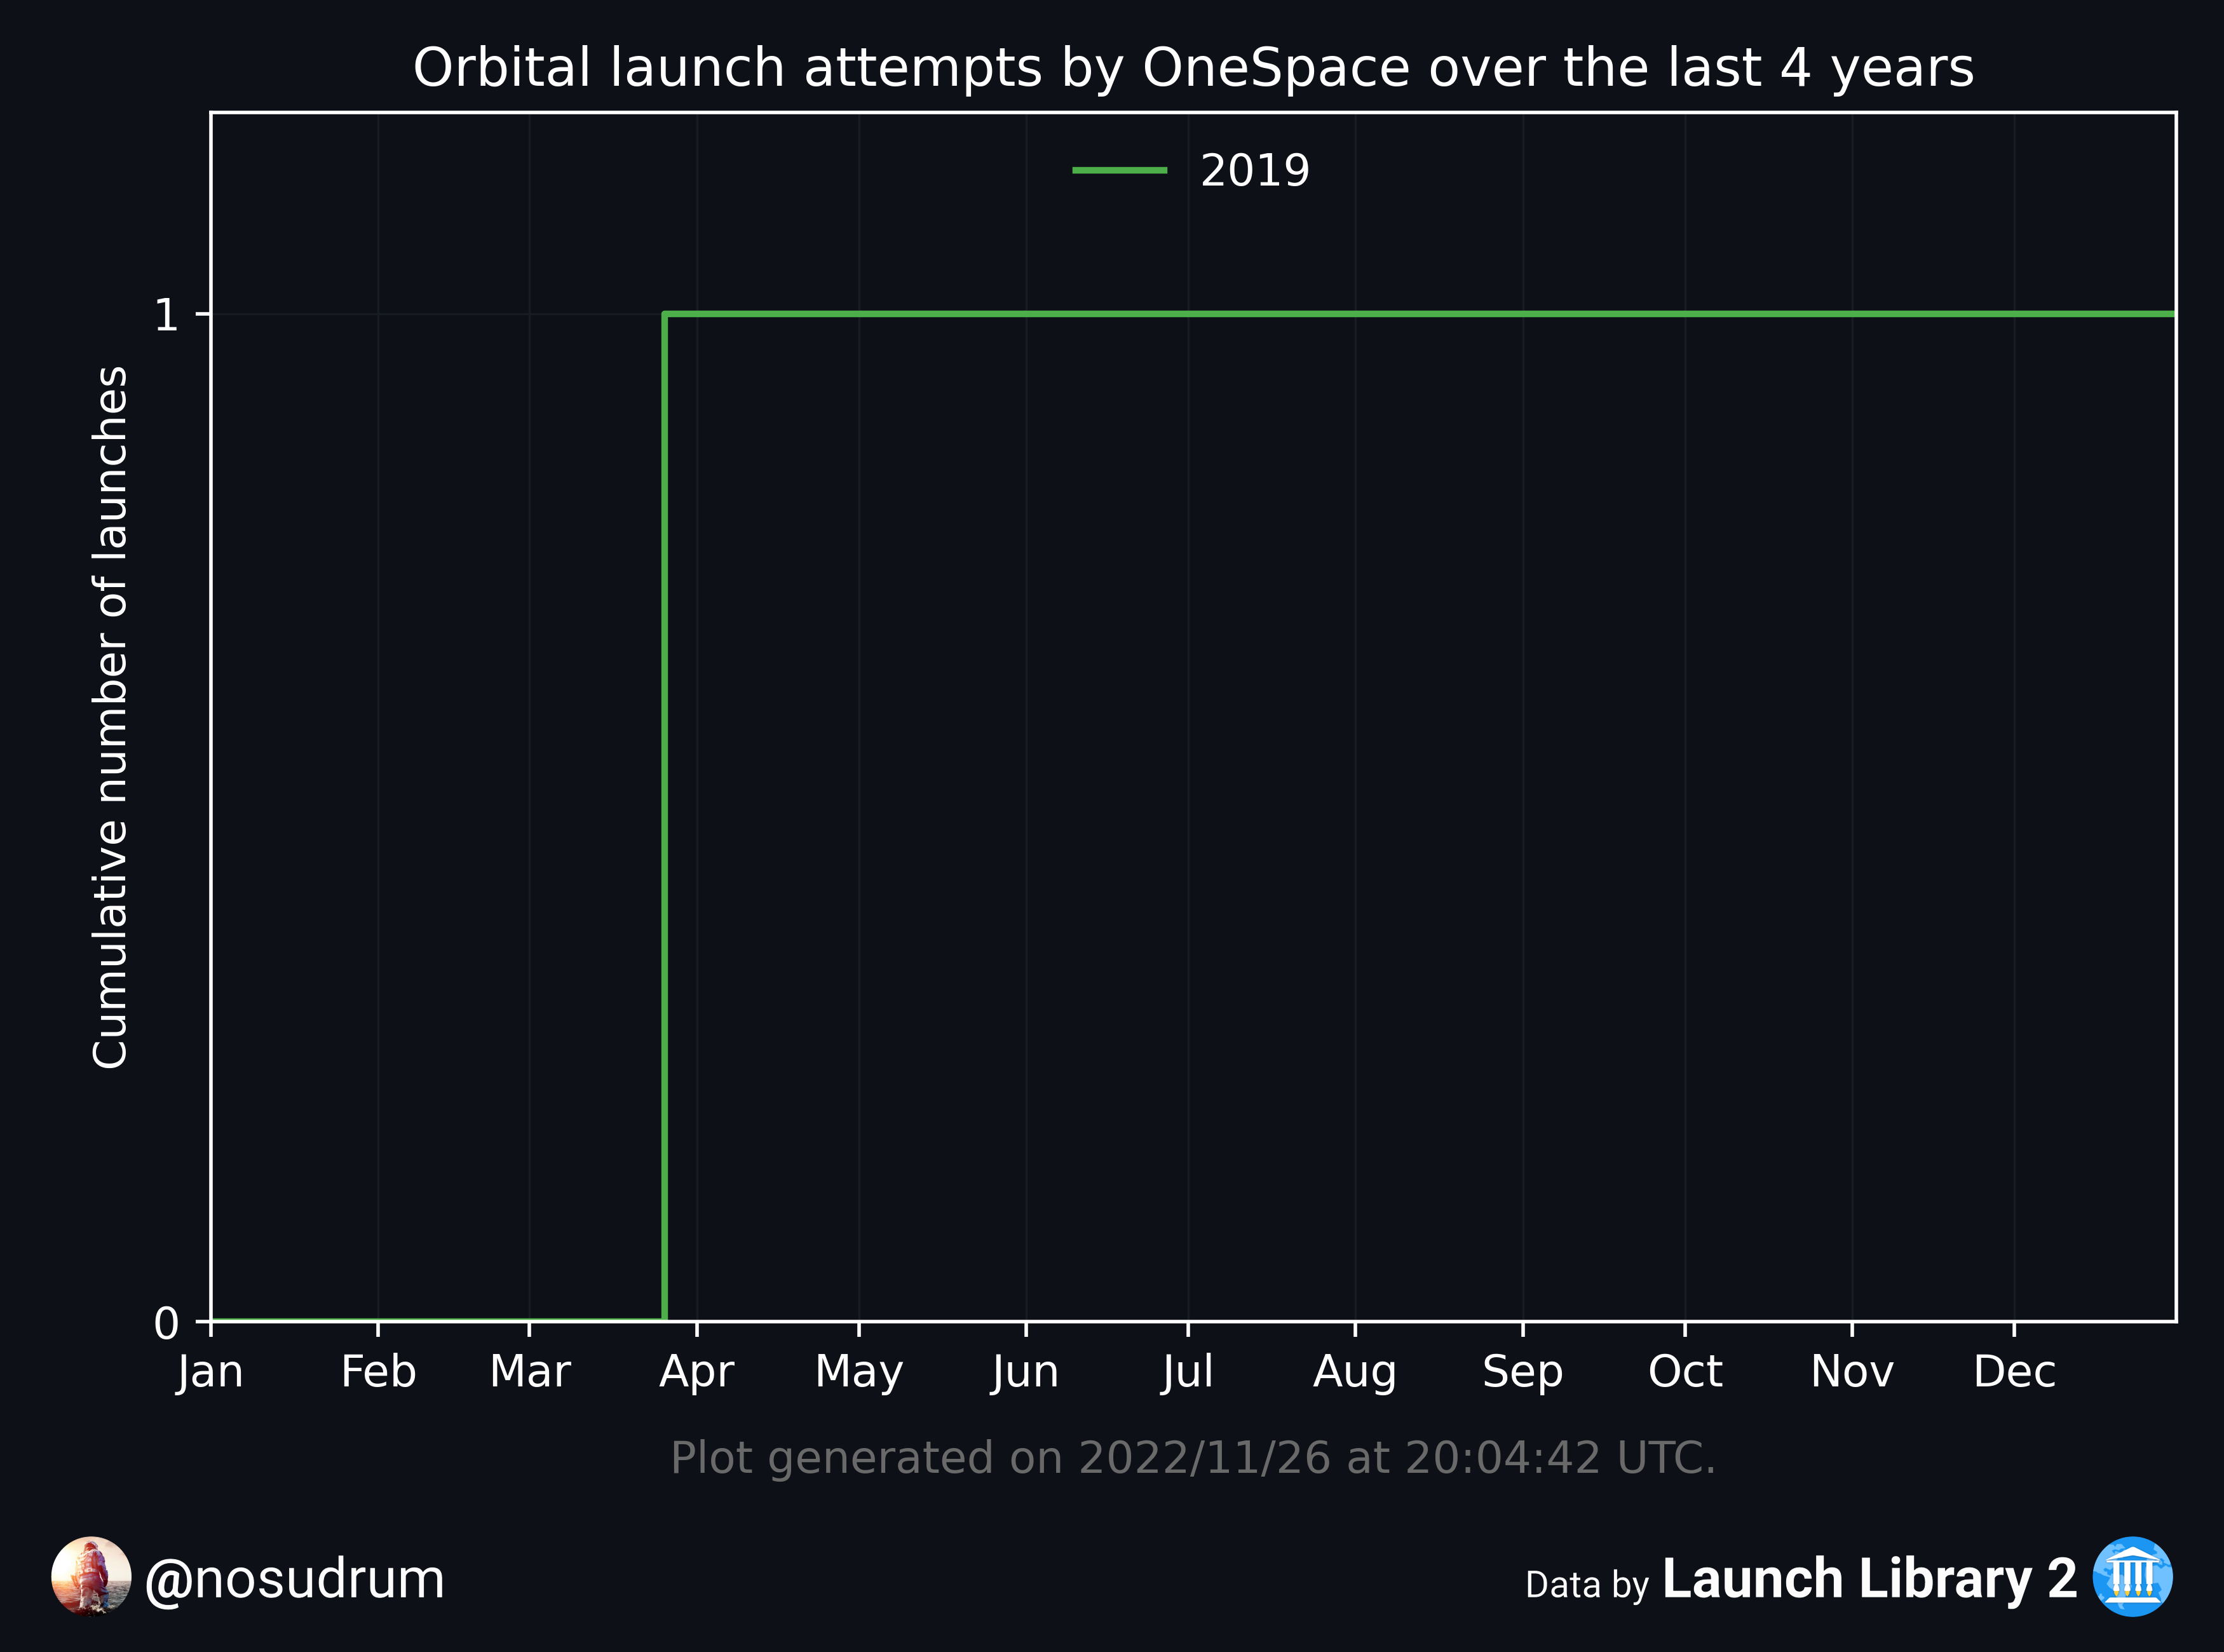 Orbital launch attempts by OneSpace over the last 4 years
2019
Cumulative number of launches
1
0
Jan Feb Mar Apr May Jun Jul Aug Sep Oct Nov Dec
Plot generated on 2022/11/26 at 20:04:42 UTC.
@nosudrum
Data by Launch Library 2